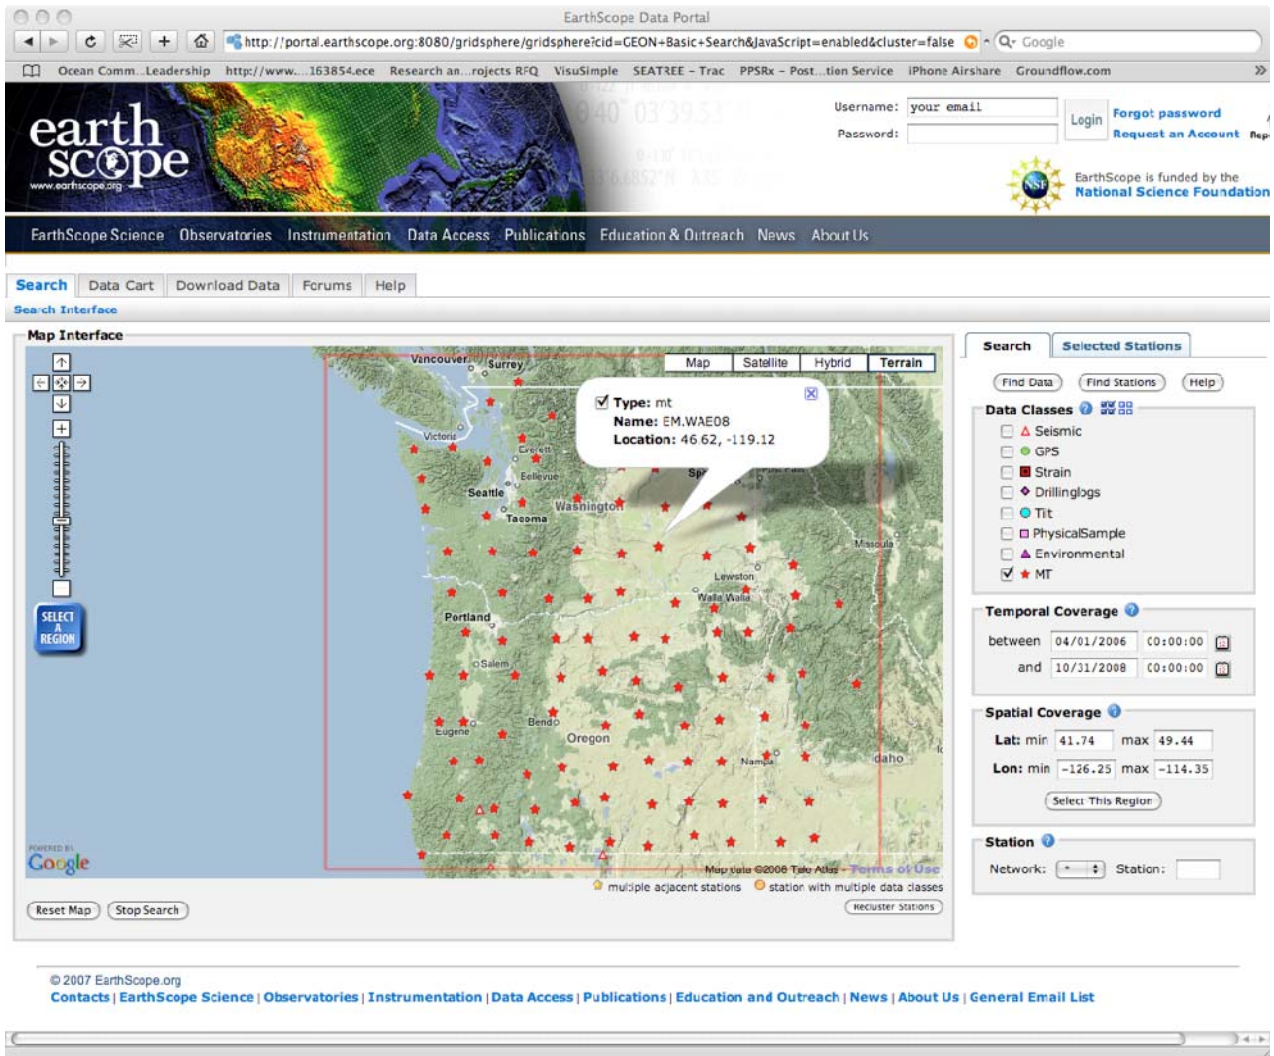 EarthScope Data Portal
http://portal.earthscope.org:8080/gridsphere/gridsphere?cid=GEON+Basic+Search&JavaScript=enabled&cluster=false
Google
Ocean Comm...Leadership http://www....163854.ece Research an...rojects RFQ VisuSimple SEATREE – Trac PPSRx – Post...tion Service iPhone Airshare Groundflow.com
earth scope
www.earthscope.org
Username: your email
Password:
Login
Forgot password
Request an Account
NSF
EarthScope is funded by the
National Science Foundation
EarthScope Science Observatories Instrumentation Data Access Publications Education & Outreach News About Us
Search Data Cart Download Data Forums Help
Search Interface
Map Interface
Map Satellite Hybrid Terrain
SELECT A REGION
Type: mt
Name: EM.WAE08
Location: 46.62, -119.12
Vancouver
Surrey
Victoria
Everett
Bellevue
Seattle
Washington
Tacoma
Missoula
Lewston
Walla Walla
Portland
Salem
Eugene
Bend
Oregon
Nampa
daho
POWERED BY
Google
Map data ©2008 Tele Atlas - Terms of Use
multiple adjacent stations station with multiple data classes
Reset Map Stop Search
Recluster Stations
Search Selected Stations
Find Data Find Stations Help
Data Classes
Seismic
GPS
Strain
Drillinglogs
Tilt
PhysicalSample
Environmental
MT
Temporal Coverage
between 04/01/2006 00:00:00
and 10/31/2008 00:00:00
Spatial Coverage
Lat: min 41.74 max 49.44
Lon: min -126.25 max -114.35
Select This Region
Station
Network: * Station:
© 2007 EarthScope.org
Contacts | EarthScope Science | Observatories | Instrumentation | Data Access | Publications | Education and Outreach | News | About Us | General Email List